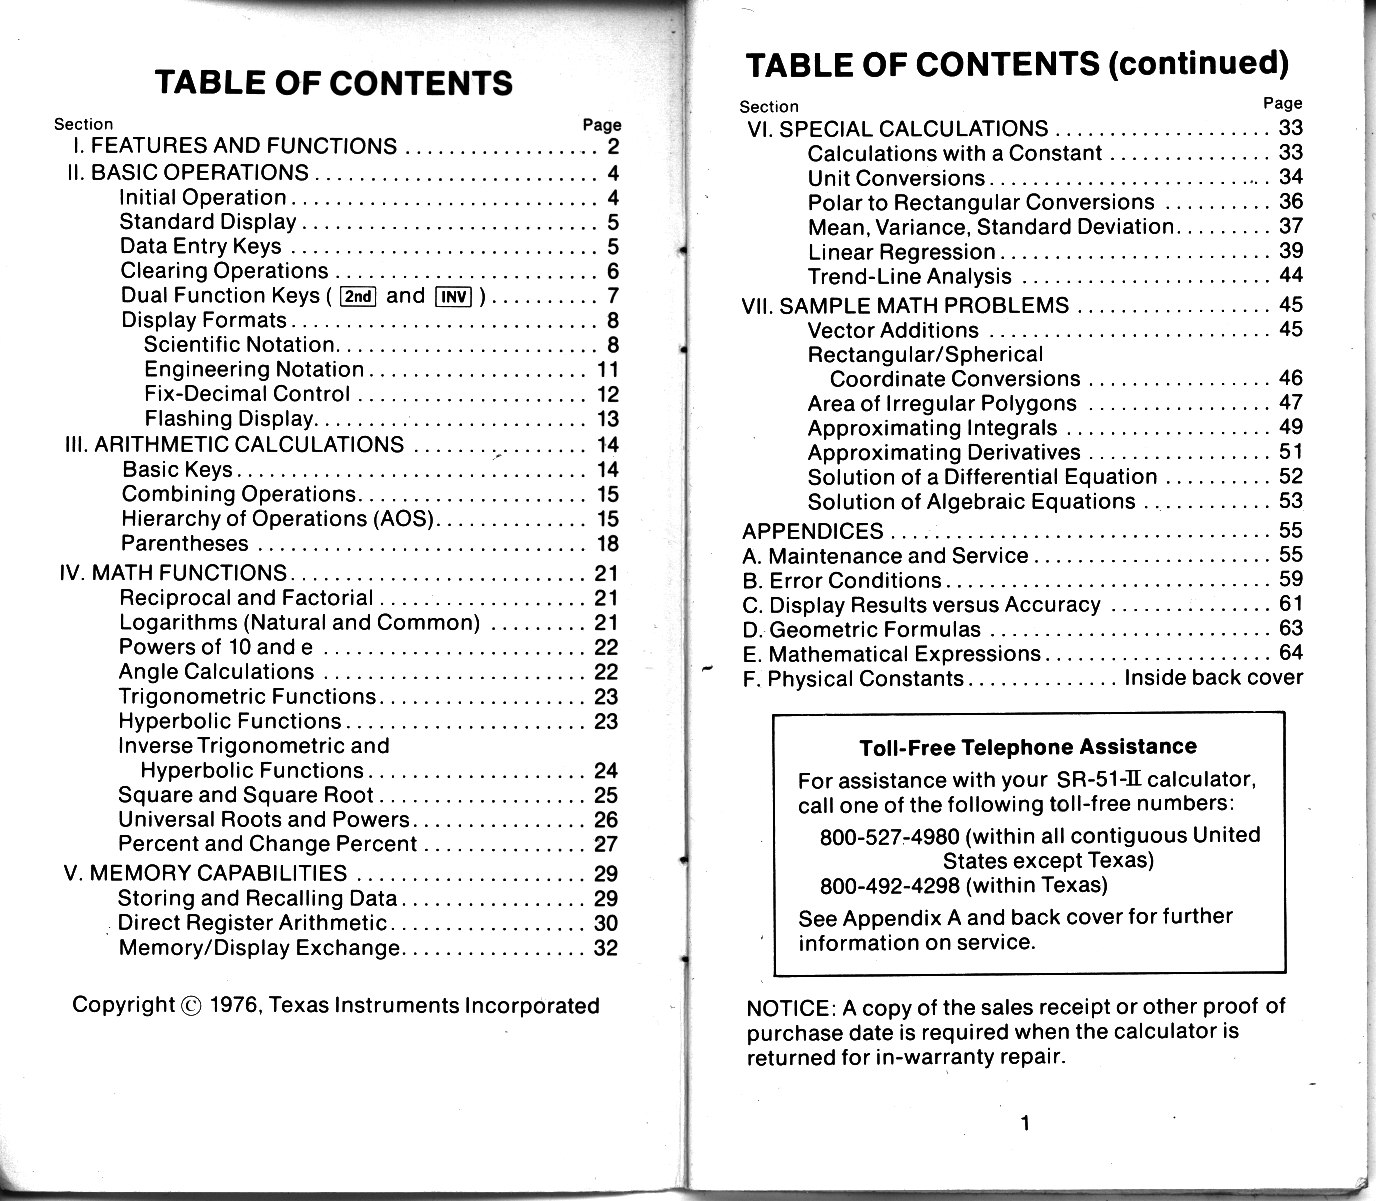 TABLE OF CONTENTS
Section Page
I. FEATURES AND FUNCTIONS .................. 2
II. BASIC OPERATIONS .......................... 4
Initial Operation ............................ 4
Standard Display ........................... 5
Data Entry Keys ............................ 5
Clearing Operations ........................ 6
Dual Function Keys ( 2nd and INV ) .......... 7
Display Formats ............................ 8
Scientific Notation ........................ 8
Engineering Notation .................... 11
Fix-Decimal Control ..................... 12
Flashing Display ......................... 13
III. ARITHMETIC CALCULATIONS ................ 14
Basic Keys ................................ 14
Combining Operations ..................... 15
Hierarchy of Operations (AOS) .............. 15
Parentheses .............................. 18
IV. MATH FUNCTIONS ........................... 21
Reciprocal and Factorial ................... 21
Logarithms (Natural and Common) ......... 21
Powers of 10 and e ........................ 22
Angle Calculations ........................ 22
Trigonometric Functions ................... 23
Hyperbolic Functions ...................... 23
Inverse Trigonometric and
Hyperbolic Functions .................... 24
Square and Square Root ................... 25
Universal Roots and Powers ................ 26
Percent and Change Percent ............... 27
V. MEMORY CAPABILITIES ..................... 29
Storing and Recalling Data ................. 29
Direct Register Arithmetic .................. 30
Memory/Display Exchange ................. 32
Copyright © 1976, Texas Instruments Incorporated
TABLE OF CONTENTS (continued)
Section Page
VI. SPECIAL CALCULATIONS .................... 33
Calculations with a Constant ............... 33
Unit Conversions .......................... 34
Polar to Rectangular Conversions .......... 36
Mean, Variance, Standard Deviation ......... 37
Linear Regression ......................... 39
Trend-Line Analysis ....................... 44
VII. SAMPLE MATH PROBLEMS .................. 45
Vector Additions .......................... 45
Rectangular/Spherical
Coordinate Conversions ................. 46
Area of Irregular Polygons ................. 47
Approximating Integrals ................... 49
Approximating Derivatives ................. 51
Solution of a Differential Equation .......... 52
Solution of Algebraic Equations ............ 53
APPENDICES ................................... 55
A. Maintenance and Service ...................... 55
B. Error Conditions .............................. 59
C. Display Results versus Accuracy ............... 61
D. Geometric Formulas .......................... 63
E. Mathematical Expressions ..................... 64
F. Physical Constants .............. Inside back cover
Toll-Free Telephone Assistance
For assistance with your SR-51-II calculator,
call one of the following toll-free numbers:
800-527-4980 (within all contiguous United
States except Texas)
800-492-4298 (within Texas)
See Appendix A and back cover for further
information on service.
NOTICE: A copy of the sales receipt or other proof of
purchase date is required when the calculator is
returned for in-warranty repair.
1